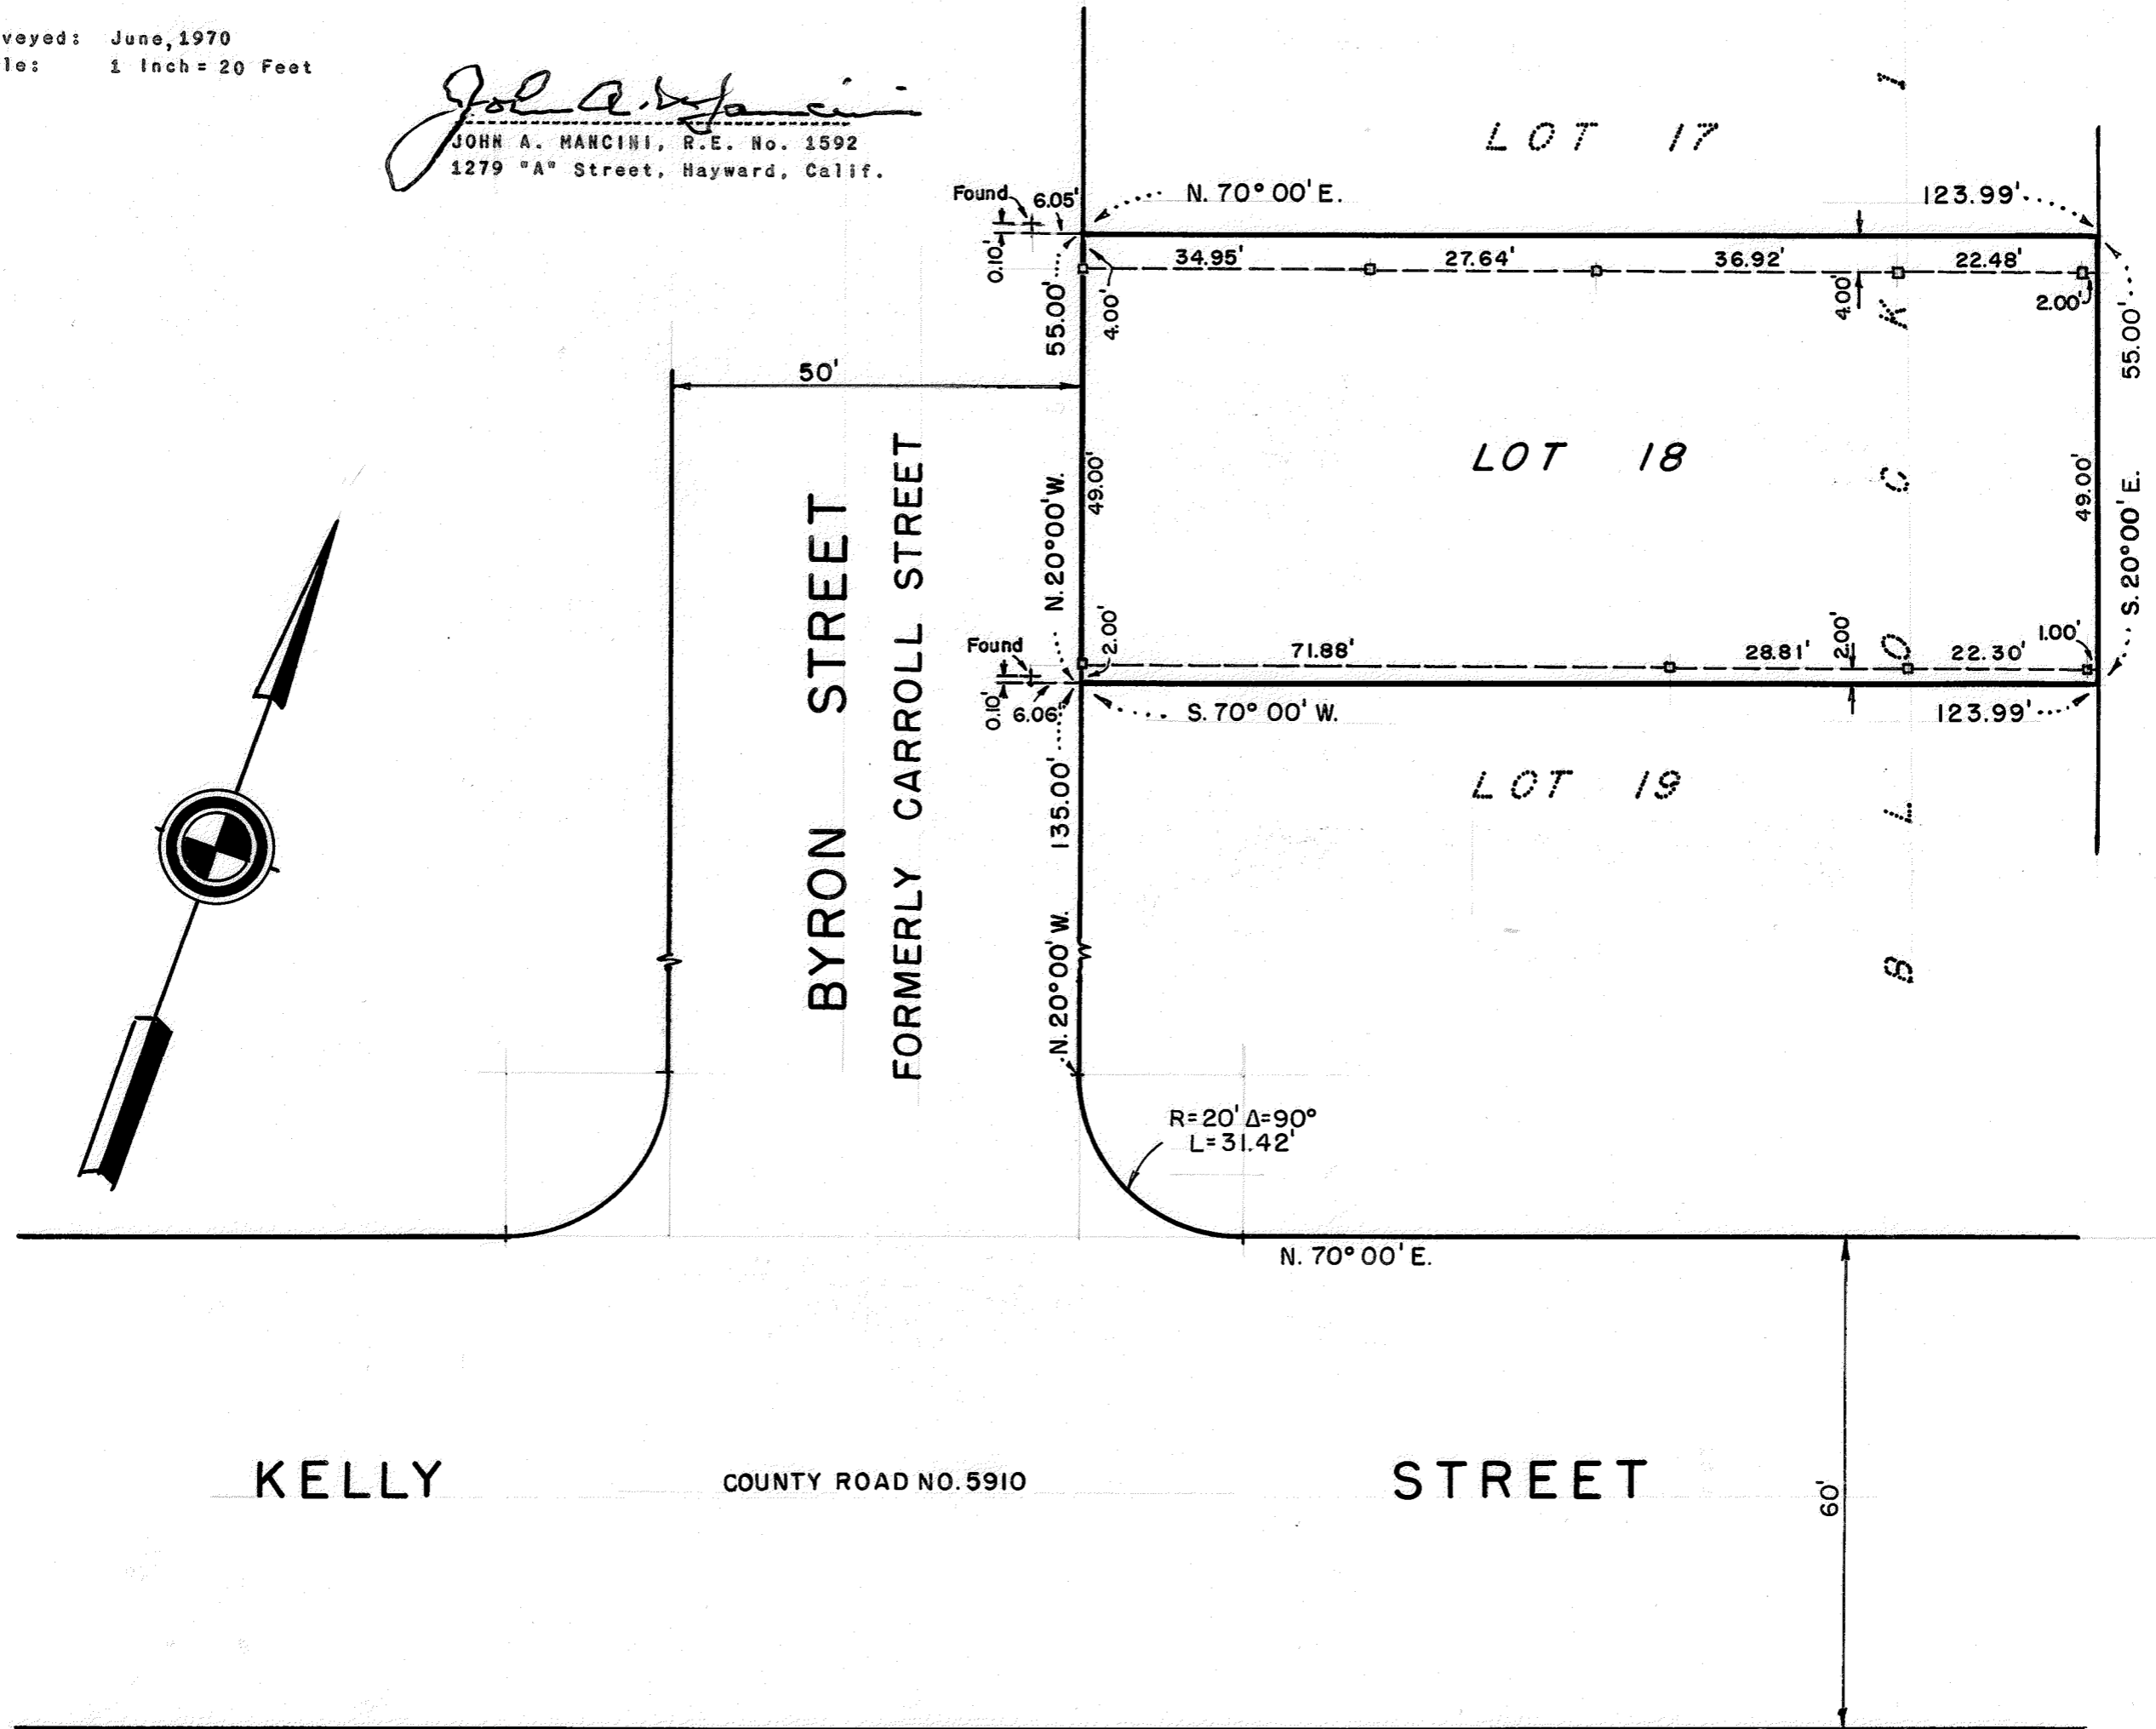 veyed: June,1970
le: 1 Inch = 20 Feet
John A. Mancini
JOHN A. MANCINI, R.E. No. 1592
1279 "A" Street, Hayward, Calif.
LOT 17
Found
6.05'
N. 70° 00' E.
123.99'
0.10'
34.95'
27.64'
36.92'
22.48'
55.00'
4.00'
4.00'
2.00'
55.00'
50'
LOT 18
BLOCK 1
N. 20°00' W.
49.00'
49.00'
S. 20°00' E.
BYRON STREET
FORMERLY CARROLL STREET
Found
2.00'
71.88'
28.81'
2.00'
22.30'
1.00'
0.10'
6.06'
S. 70° 00' W.
123.99'
135.00'
LOT 19
N. 20°00' W.
R=20' Δ=90°
L=31.42'
N. 70° 00' E.
KELLY STREET
COUNTY ROAD NO. 5910
60'